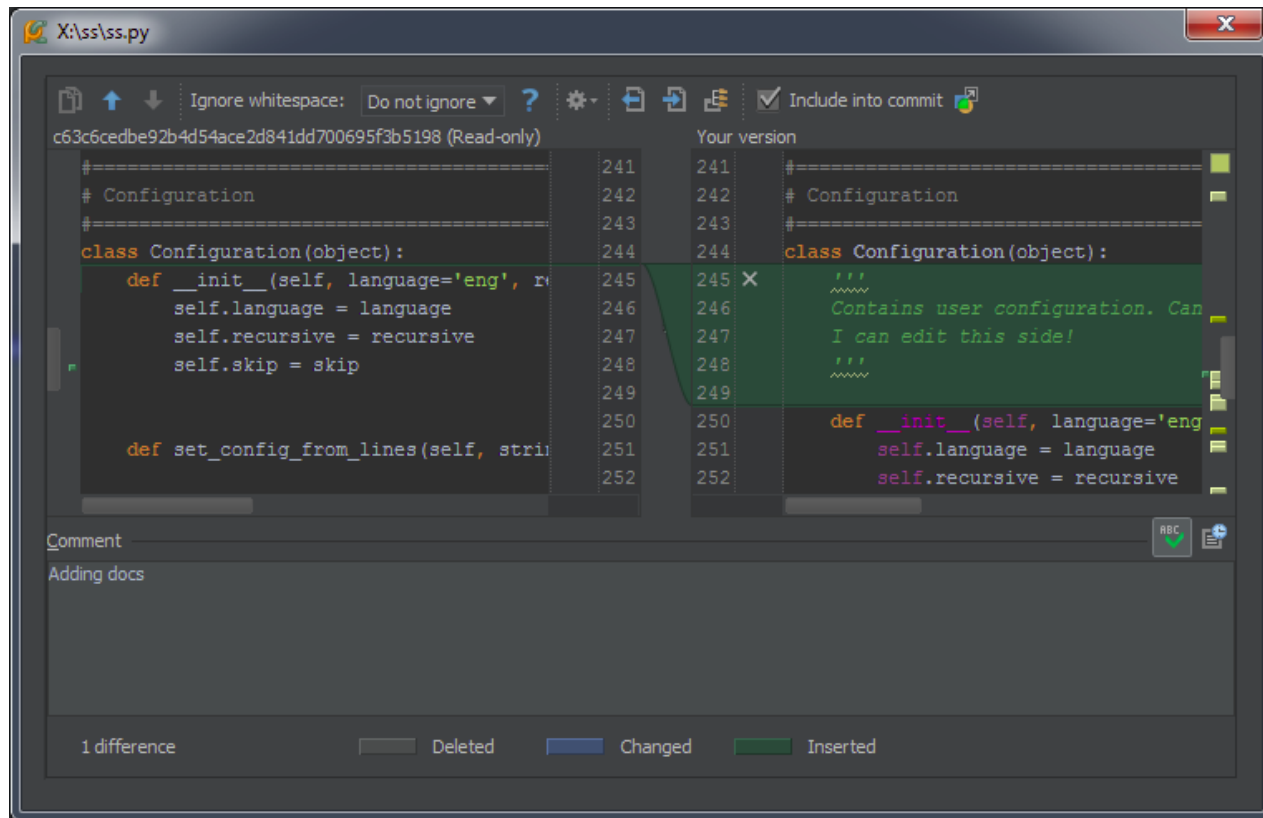 X:\ss\ss.py
Ignore whitespace: Do not ignore ? Include into commit
c63c6cedbe92b4d54ace2d841dd700695f3b5198 (Read-only) Your version
#======================================== 241 241 #===================================
# Configuration 242 242 # Configuration
#======================================== 243 243 #===================================
class Configuration(object): 244 244 class Configuration(object):
def __init__(self, language='eng', re 245 245 '''
self.language = language 246 246 Contains user configuration. Can
self.recursive = recursive 247 247 I can edit this side!
self.skip = skip 248 248 '''
249 249
250 250 def __init__(self, language='eng
def set_config_from_lines(self, strin 251 251 self.language = language
252 252 self.recursive = recursive
Comment ABC
Adding docs
1 difference Deleted Changed Inserted